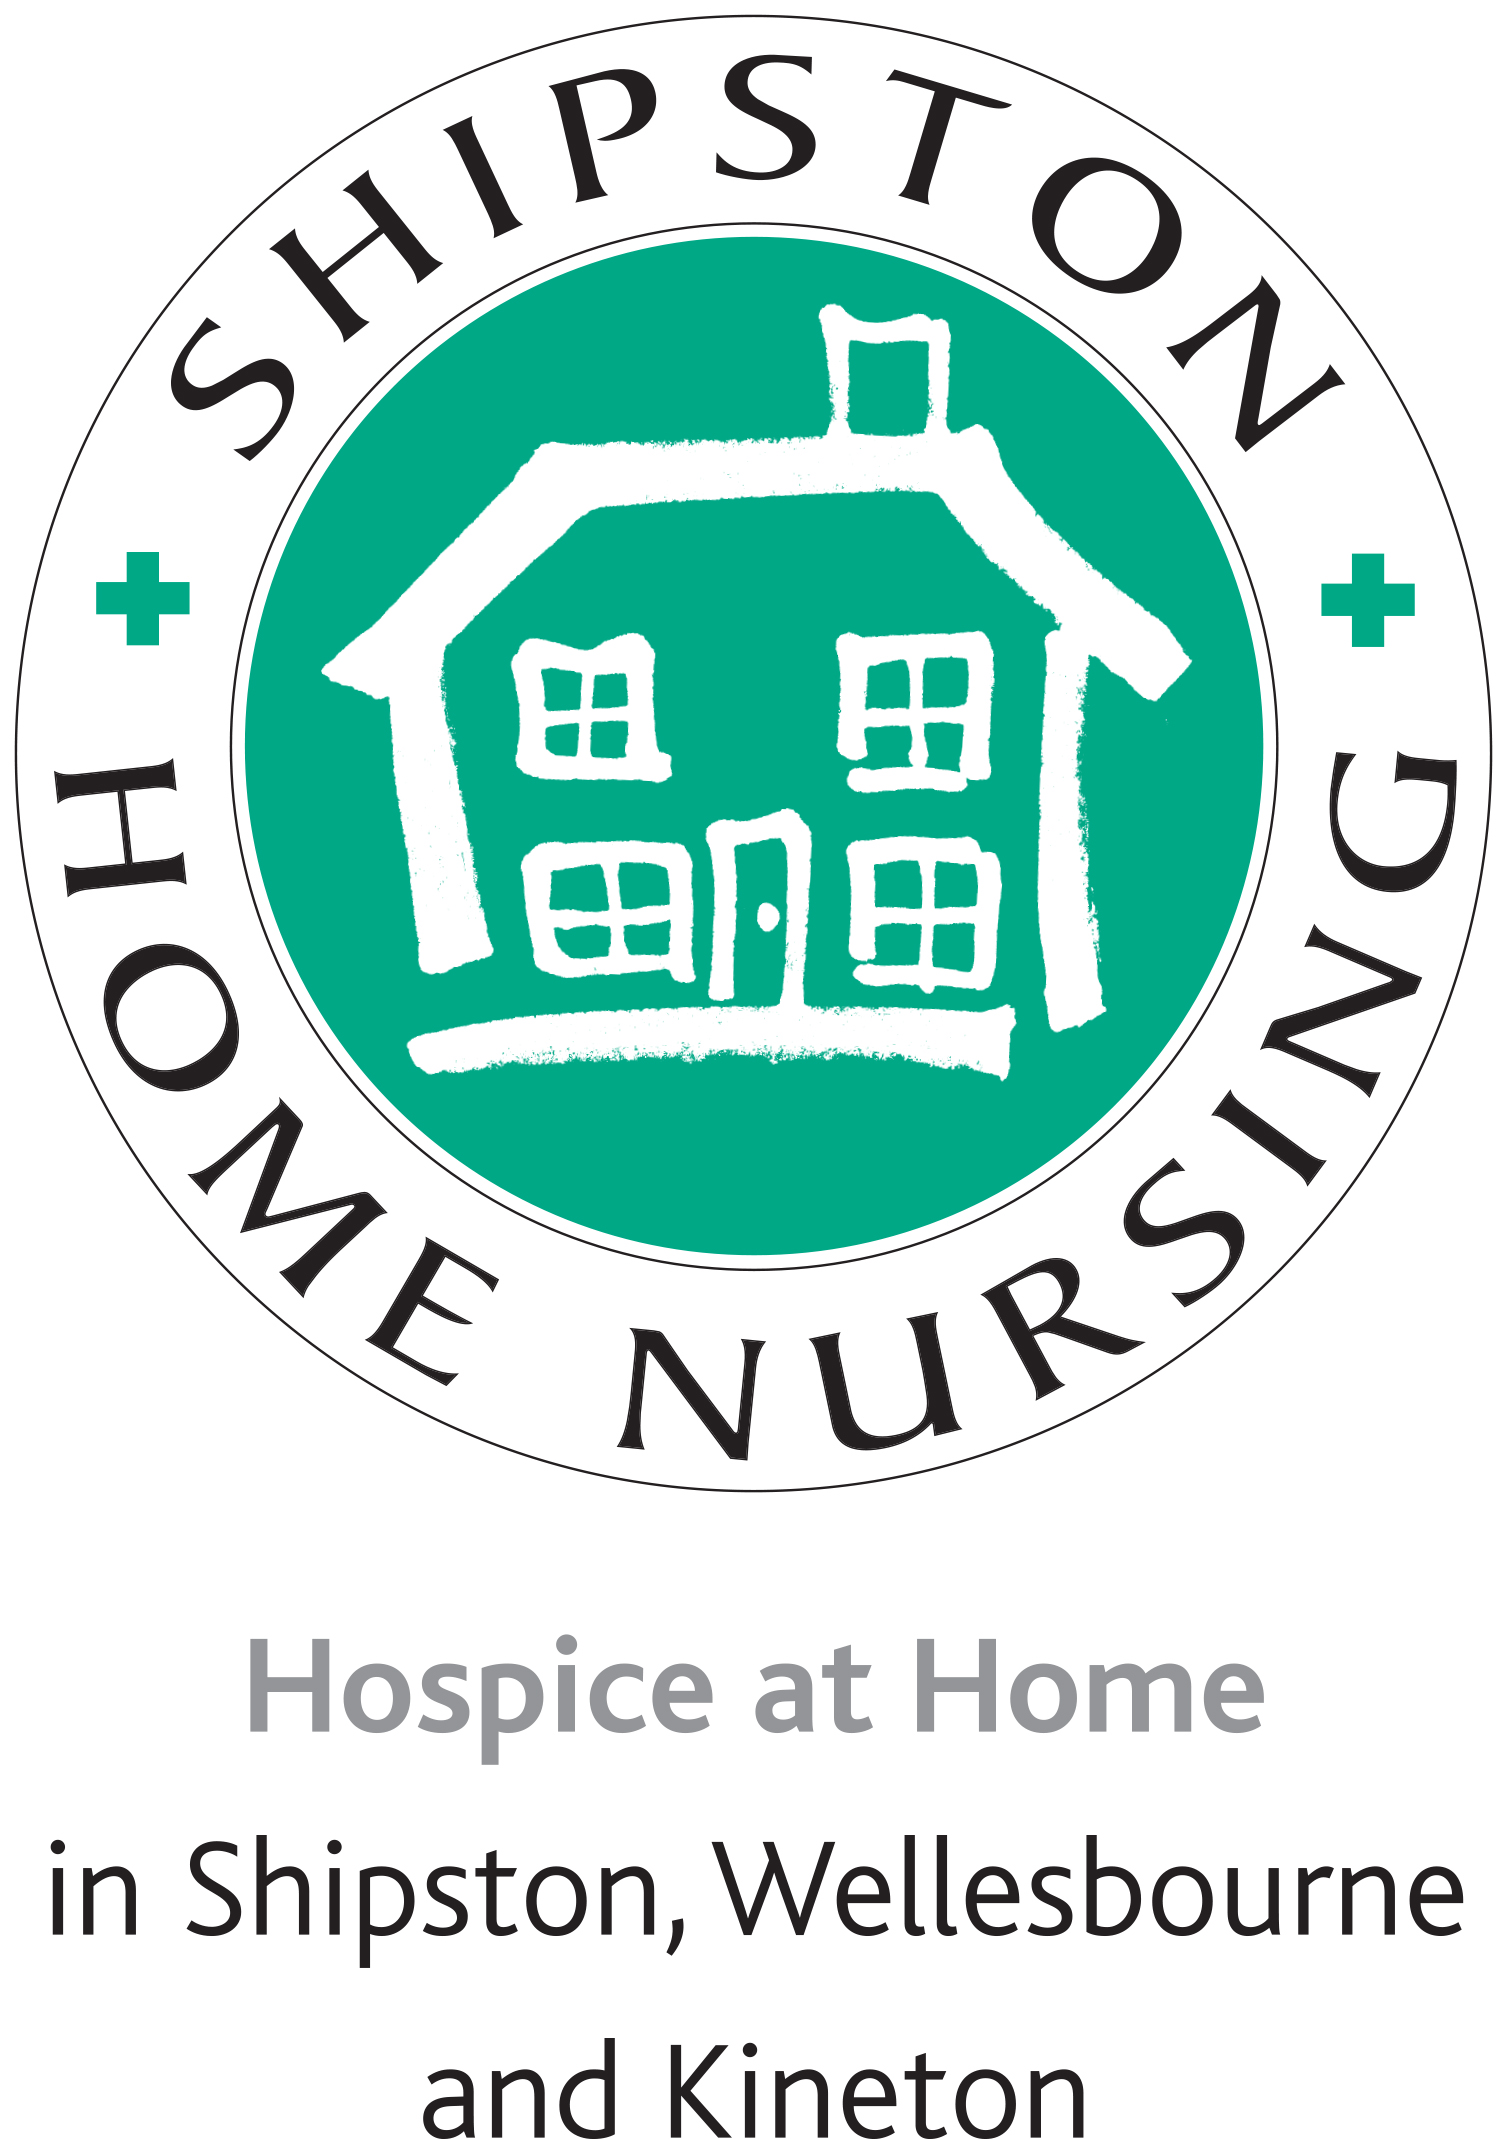 SHIPSTON
HOME NURSING
Hospice at Home
in Shipston, Wellesbourne
and Kineton